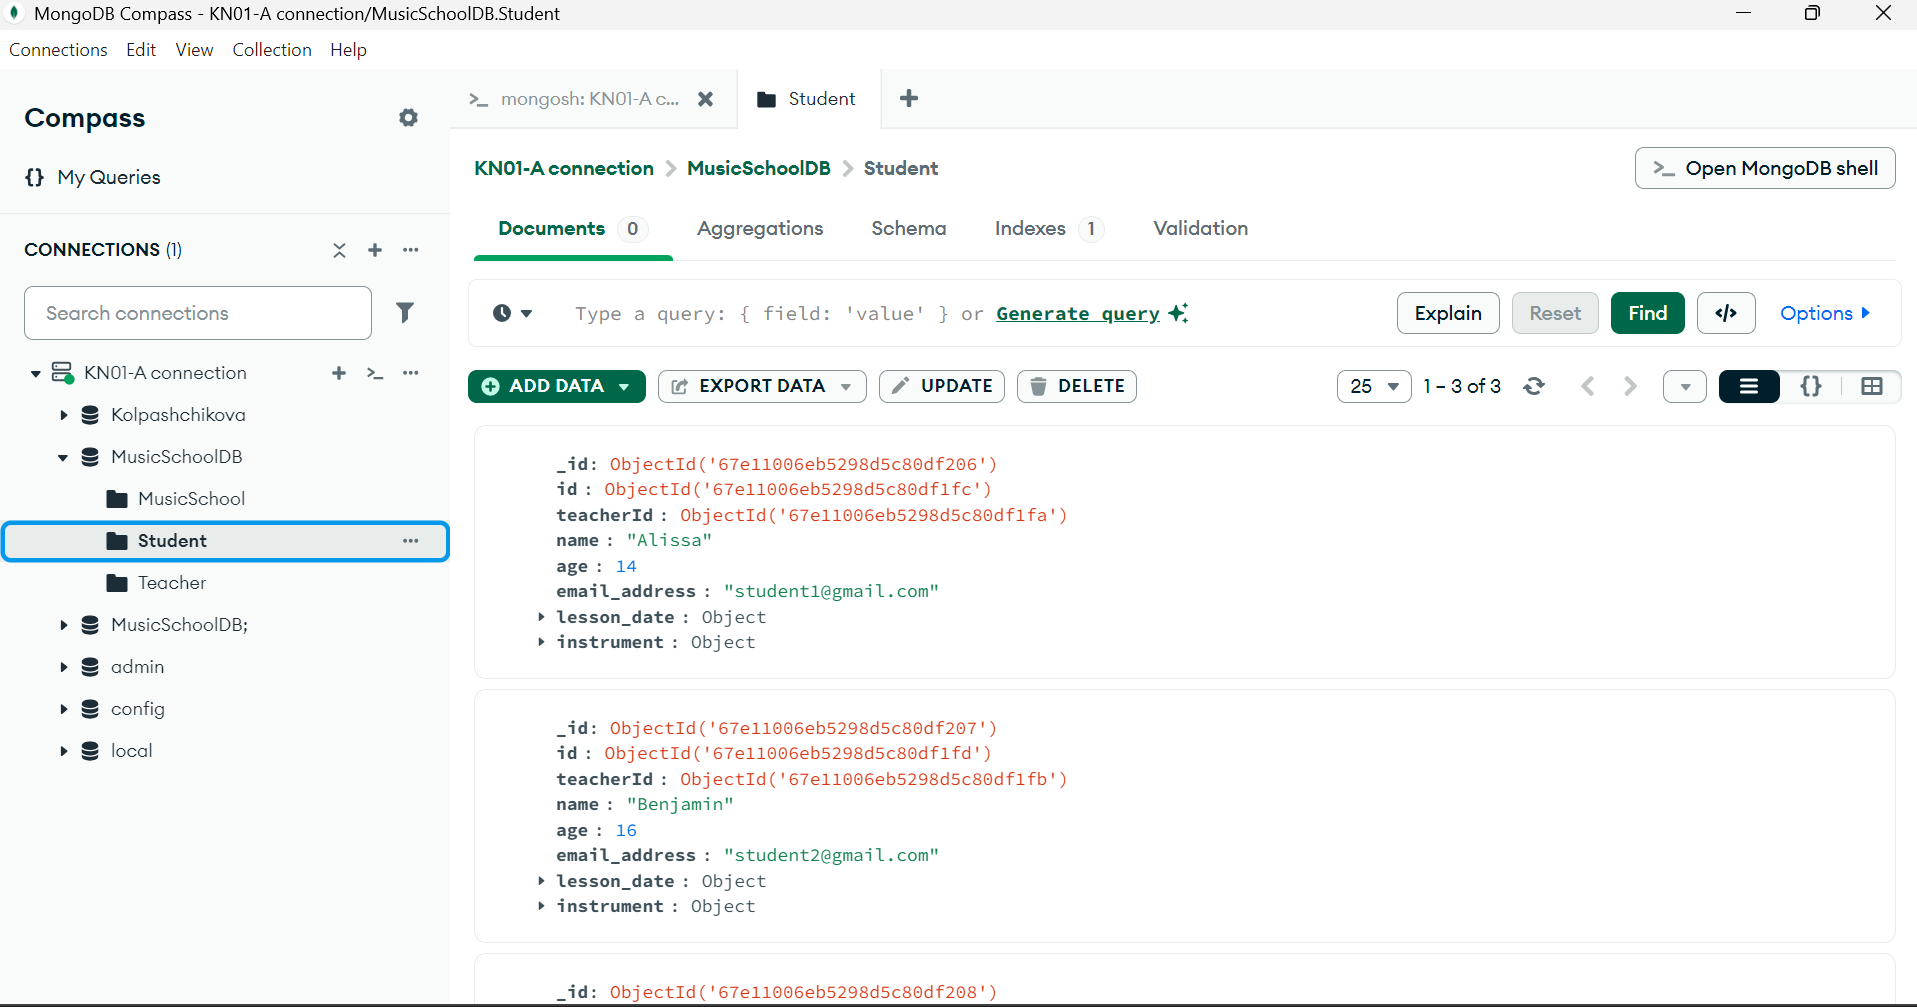 MongoDB Compass - KN01-A connection/MusicSchoolDB.Student
Connections Edit View Collection Help
Compass
{} My Queries
CONNECTIONS (1)
Search connections
KN01-A connection
Kolpashchikova
MusicSchoolDB
MusicSchool
Student
Teacher
MusicSchoolDB;
admin
config
local
>_ mongosh: KN01-A c...
Student
KN01-A connection > MusicSchoolDB > Student
>_ Open MongoDB shell
Documents 0 Aggregations Schema Indexes 1 Validation
Type a query: { field: 'value' } or Generate query
Explain Reset Find </> Options
ADD DATA EXPORT DATA UPDATE DELETE
25 1 – 3 of 3 {}
_id: ObjectId('67e11006eb5298d5c80df206')
id : ObjectId('67e11006eb5298d5c80df1fc')
teacherId : ObjectId('67e11006eb5298d5c80df1fa')
name : "Alissa"
age : 14
email_address : "student1@gmail.com"
lesson_date : Object
instrument : Object
_id: ObjectId('67e11006eb5298d5c80df207')
id : ObjectId('67e11006eb5298d5c80df1fd')
teacherId : ObjectId('67e11006eb5298d5c80df1fb')
name : "Benjamin"
age : 16
email_address : "student2@gmail.com"
lesson_date : Object
instrument : Object
_id: ObjectId('67e11006eb5298d5c80df208')